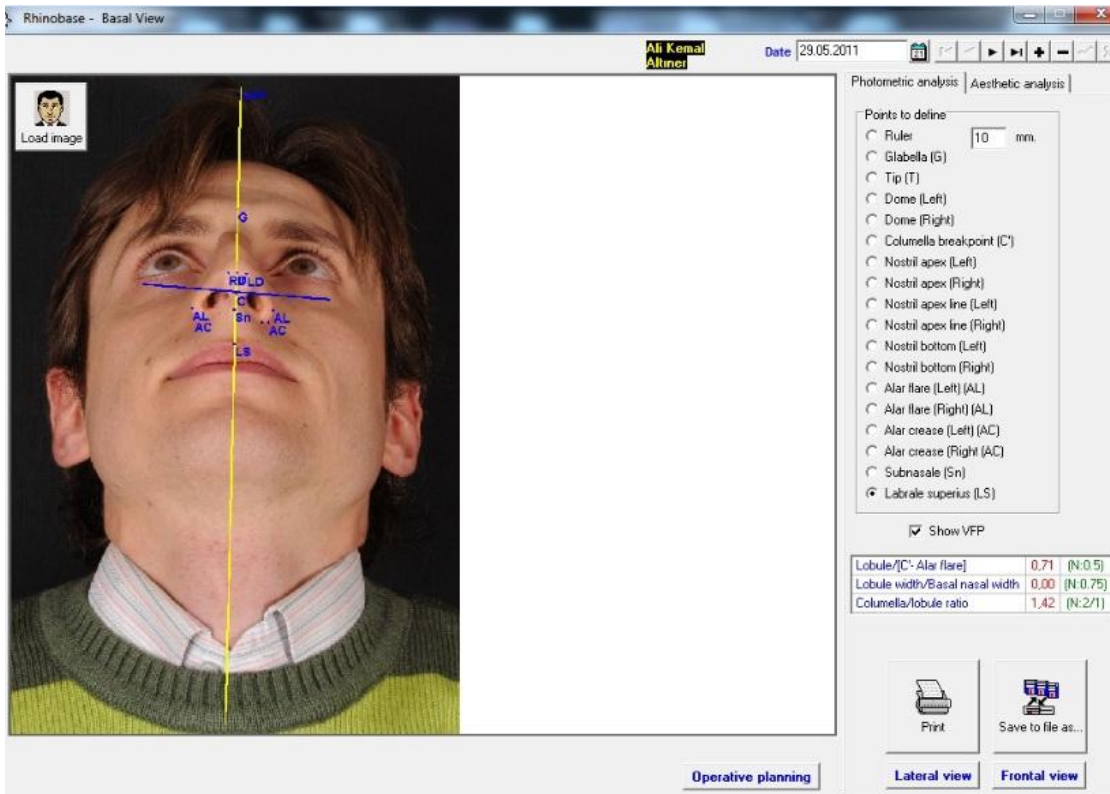 Rhinobase - Basal View
Ali Kemal
Altıner
Date 29.05.2011
Load image
Photometric analysis
Aesthetic analysis
Points to define
Ruler 10 mm.
Glabella (G)
Tip (T)
Dome (Left)
Dome (Right)
Columella breakpoint (C')
Nostril apex (Left)
Nostril apex (Right)
Nostril apex line (Left)
Nostril apex line (Right)
Nostril bottom (Left)
Nostril bottom (Right)
Alar flare (Left) (AL)
Alar flare (Right) (AL)
Alar crease (Left) (AC)
Alar crease (Right (AC)
Subnasale (Sn)
Labrale superius (LS)
Show VFP
Lobule/[C'- Alar flare] 0,71 (N:0.5)
Lobule width/Basal nasal width 0,00 (N:0.75)
Columella/lobule ratio 1,42 (N:2/1)
G
LD
C
AL Sn AL
AC AC
LS
Print
Save to file as...
Operative planning
Lateral view
Frontal view